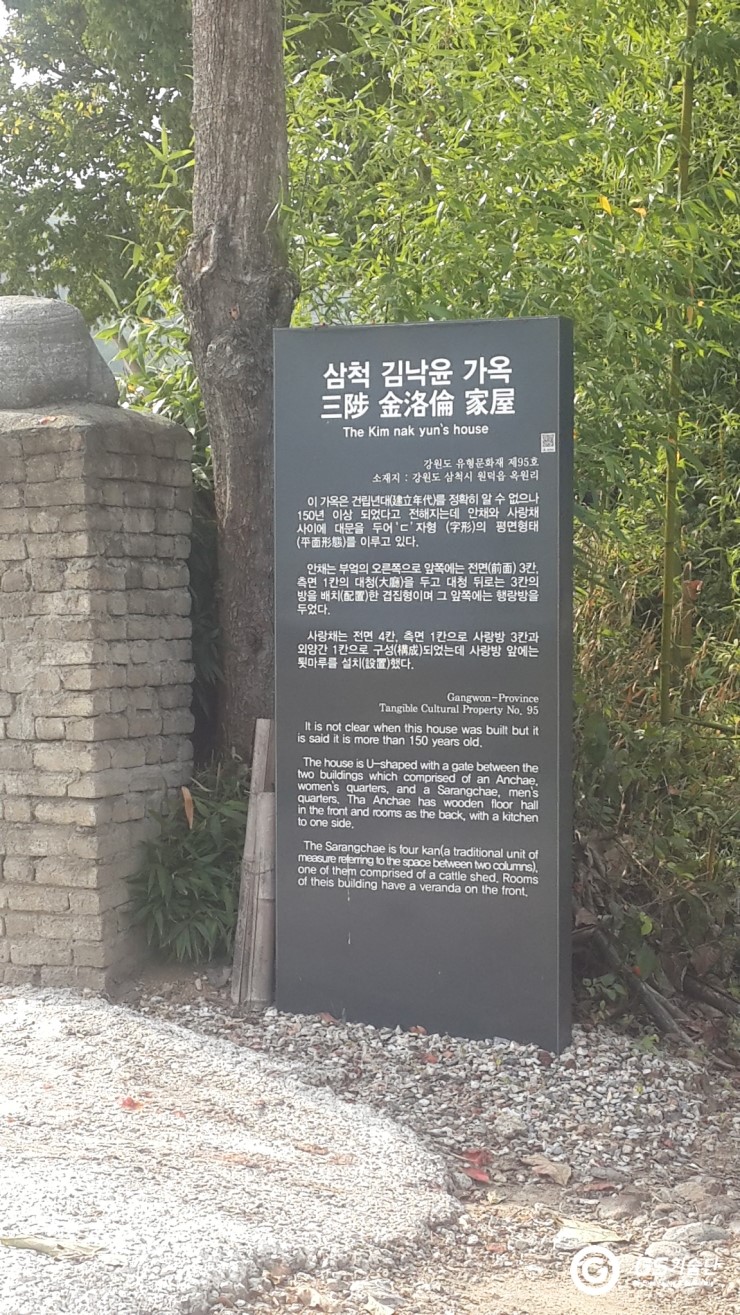 삼척 김낙윤 가옥
三陟 金洛倫 家屋
The Kim nak yun's house
강원도 유형문화재 제95호
소재지 : 강원도 삼척시 원덕읍 옥원리
이 가옥은 건립년대(建立年代)를 정확히 알 수 없으나
150년 이상 되었다고 전해지는데 안채와 사랑채
사이에 대문을 두어 'ㄷ' 자형 (字形)의 평면형태
(平面形態)를 이루고 있다.
안채는 부엌의 오른쪽으로 앞쪽에는 전면(前面) 3칸,
측면 1칸의 대청(大廳)을 두고 대청 뒤로는 3칸의
방을 배치(配置)한 겹집형이며 그 앞쪽에는 행랑방을
두었다.
사랑채는 전면 4칸, 측면 1칸으로 사랑방 3칸과
외양간 1칸으로 구성(構成)되었는데 사랑방 앞에는
툇마루를 설치(設置)했다.
Gangwon-Province
Tangible Cultural Property No. 95
It is not clear when this house was built but it
is said it is more than 150 years old.
The house is U-shaped with a gate between the
two buildings which comprised of an Anchae,
women's quarters, and a Sarangchae, men's
quarters. Tha Anchae has wooden floor hall
in the front and rooms as the back, with a kitchen
to one side.
The Sarangchae is four kan(a traditional unit of
measure referring to the space between two columns),
one of them comprised of a cattle shed. Rooms
of theis building have a veranda on the front.